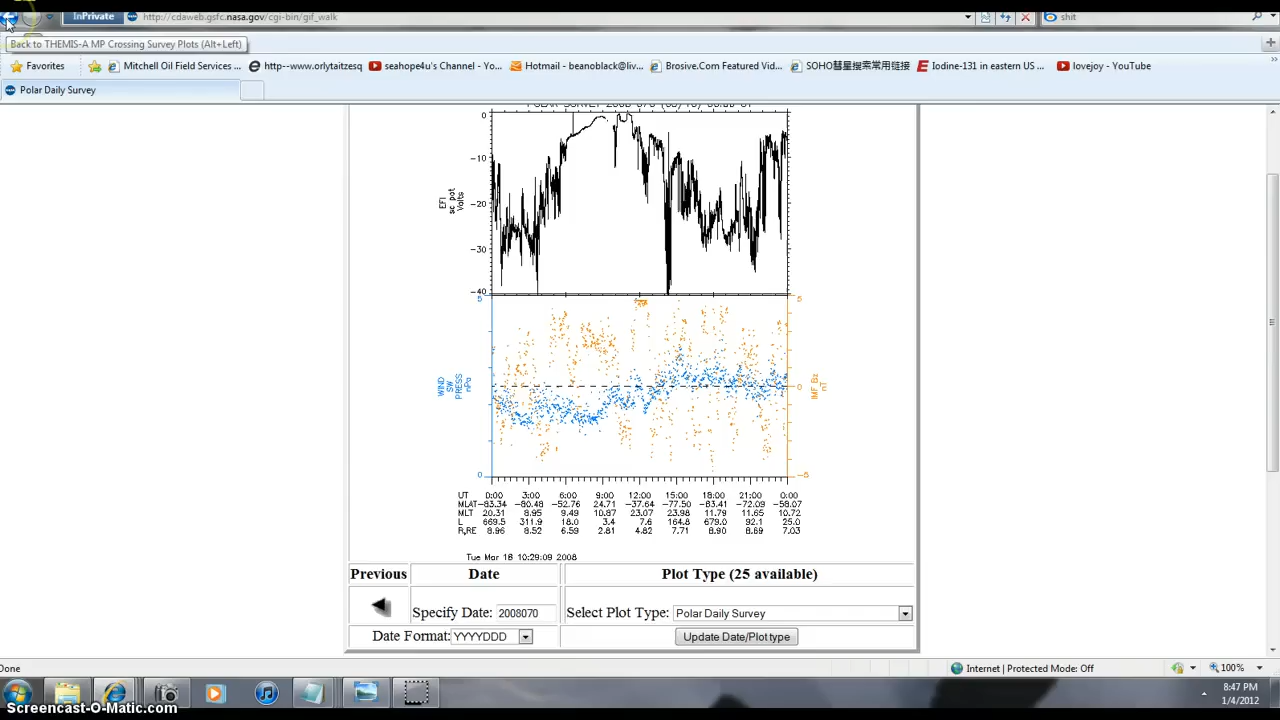 InPrivate
http://cdaweb.gsfc.nasa.gov/cgi-bin/gif_walk
shit
Back to THEMIS-A MP Crossing Survey Plots (Alt+Left)
Favorites
Mitchell Oil Field Services ...
http--www.orlytaitzesq
seahope4u's Channel - Yo...
Hotmail - beanoblack@liv...
Brosive.Com Featured Vid...
SOHO彗星搜索常用链接
Iodine-131 in eastern US ...
lovejoy - YouTube
Polar Daily Survey
0
-10
-20
-30
-40
EFI
sc pot
Volts
5
0
WIND
SW
PRESS
nPa
5
0
-5
IMF Bz
nT
UT 0:00 3:00 6:00 9:00 12:00 15:00 18:00 21:00 0:00
MLAT -83.34 -80.48 -52.76 24.71 -37.64 -77.50 -83.41 -72.09 -58.07
MLT 20.31 8.95 9.49 10.87 23.07 23.98 11.79 11.65 10.72
L 669.5 311.9 18.0 3.4 7.6 164.8 679.0 92.1 25.0
R,RE 8.96 8.52 6.59 2.81 4.82 7.71 8.90 8.69 7.03
Tue Mar 18 10:29:09 2008
Previous Date Plot Type (25 available)
Specify Date: 2008070 Select Plot Type: Polar Daily Survey
Date Format: YYYYDDD Update Date/Plot type
Done
Internet | Protected Mode: Off
100%
8:47 PM
1/4/2012
Screencast-O-Matic.com